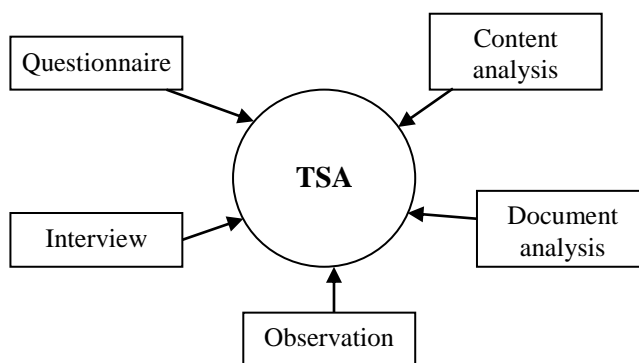 Questionnaire
Content
analysis
TSA
Interview
Document
analysis
Observation